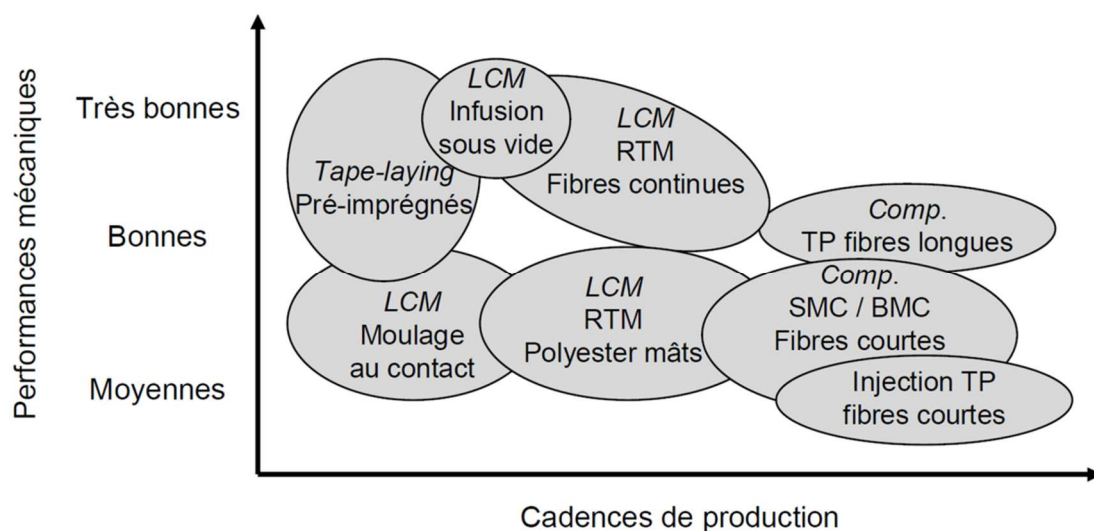 Performances mécaniques
Très bonnes
Bonnes
Moyennes
LCM
Infusion
sous vide
LCM
RTM
Fibres continues
Tape-laying
Pré-imprégnés
Comp.
TP fibres longues
LCM
Moulage
au contact
LCM
RTM
Polyester mâts
Comp.
SMC / BMC
Fibres courtes
Injection TP
fibres courtes
Cadences de production